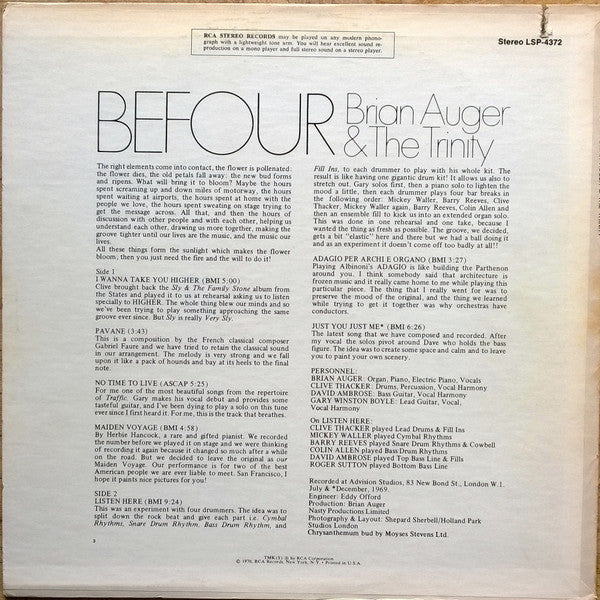 RCA STEREO RECORDS may be played on any modern phono-
graph with a lightweight tone arm. You will hear excellent sound re-
production on a mono player and full stereo sound on a stereo player.
Stereo LSP-4372
BEFOUR Brian Auger
& The Trinity
The right elements come into contact, the flower is pollenated:
the flower dies, the old petals fall away: the new bud forms
and ripens. What will bring it to bloom? Maybe the hours
spent screaming up and down miles of motorway, the hours
spent waiting at airports, the hours spent at home with the
people we love, the hours spent sweating on stage trying to
get the message across. All that, and then the hours of
discussion with other people and with each other, helping us
understand each other, drawing us more together, making the
groove tighter until our lives are the music, and the music our
lives.
All these things form the sunlight which makes the flower
bloom, then you just need the fire and the will to do it!
Side 1
I WANNA TAKE YOU HIGHER (BMI 5:00)
Clive brought back the Sly & The Family Stone album from
the States and played it to us at rehearsal asking us to listen
specially to HIGHER. The whole thing blew our minds and so
we've been trying to play something approaching the same
groove ever since. But Sly is really Very Sly.
PAVANE (3:43)
This is a composition by the French classical composer
Gabriel Faure and we have tried to retain the classical sound
in our arrangement. The melody is very strong and we fall
upon it like a pack of hounds and bay at its heels to the final
note.
NO TIME TO LIVE (ASCAP 5:25)
For me one of the most beautiful songs from the repertoire
of Traffic. Gary makes his vocal debut and provides some
tasteful guitar, and I've been dying to play a solo on this tune
ever since I first heard it. For me, this is the track that breathes.
MAIDEN VOYAGE (BMI 4:58)
By Herbie Hancock, a rare and gifted pianist. We recorded
the number before we played it on stage and we were thinking
of recording it again because it changed so much after a while
on the road. But we decided to leave the original as our
Maiden Voyage. Our performance is for two of the best
American people we are ever liable to meet. San Francisco, I
hope it paints nice pictures for you!
SIDE 2
LISTEN HERE (BMI 9:24)
This was an experiment with four drummers. The idea was to
split down the rock beat and give each part i.e. Cymbal
Rhythms, Snare Drum Rhythm, Bass Drum Rhythm, and
Fill Ins, to each drummer to play with his whole kit. The
result is like having one gigantic drum kit! It allows us also to
stretch out. Gary solos first, then a piano solo to lighten the
mood a little, then each drummer plays four bar breaks in
the following order: Mickey Waller, Barry Reeves, Clive
Thacker, Mickey Waller again, Barry Reeves, Colin Allen and
then an ensemble fill to kick us into an extended organ solo.
This was done in one rehearsal and one take, because I
wanted the thing as fresh as possible. The groove, we decided,
gets a bit "elastic" here and there but we had a ball doing it
and as an experiment it doesn't come off too badly at all!!
ADAGIO PER ARCHI E ORGANO (BMI 3:27)
Playing Albinoni's ADAGIO is like building the Parthenon
around you. I think somebody said that architecture is
frozen music and it really came home to me while playing this
particular piece. The thing that I really went for was to
preserve the mood of the original, and the thing we learned
while trying to get it together was why orchestras have
conductors.
JUST YOU JUST ME* (BMI 6:26)
The latest song that we have composed and recorded. After
my vocal the solos pivot around Dave who holds the bass
figure. The idea was to create some space and calm and to leave
you to paint your own scenery.
PERSONNEL:
BRIAN AUGER: Organ, Piano, Electric Piano, Vocals
CLIVE THACKER: Drums, Percussion, Vocal Harmony
DAVID AMBROSE: Bass Guitar, Vocal Harmony
GARY WINSTON BOYLE: Lead Guitar, Vocal,
Vocal Harmony
On LISTEN HERE:
CLIVE THACKER played Lead Drums & Fill Ins
MICKEY WALLER played Cymbal Rhythms
BARRY REEVES played Snare Drum Rhythms & Cowbell
COLIN ALLEN played Bass Drum Rhythms
DAVID AMBROSE played Top Bass Line & Fills
ROGER SUTTON played Bottom Bass Line
Recorded at Advision Studios, 83 New Bond St., London W.1.
July & *December, 1969.
Engineer: Eddy Offord
Production: Brian Auger
Nasty Productions Limited
Photography & Layout: Shepard Sherbell/Holland Park
Studios London
Chrysanthemum bud by Moyses Stevens Ltd.
3
TMK(S) ® by RCA Corporation
© 1970, RCA Records, New York, N.Y. • Printed in U.S.A.